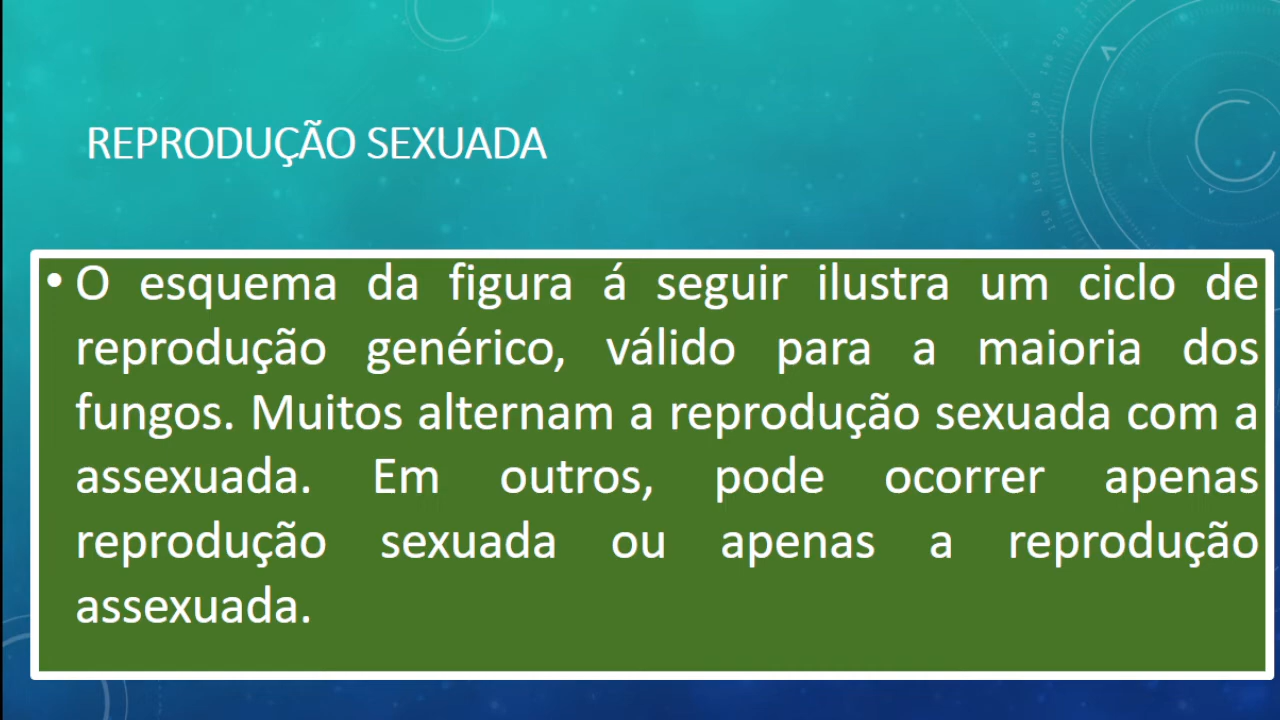 REPRODUÇÃO SEXUADA
• O esquema da figura á seguir ilustra um ciclo de
reprodução genérico, válido para a maioria dos
fungos. Muitos alternam a reprodução sexuada com a
assexuada. Em outros, pode ocorrer apenas
reprodução sexuada ou apenas a reprodução
assexuada.